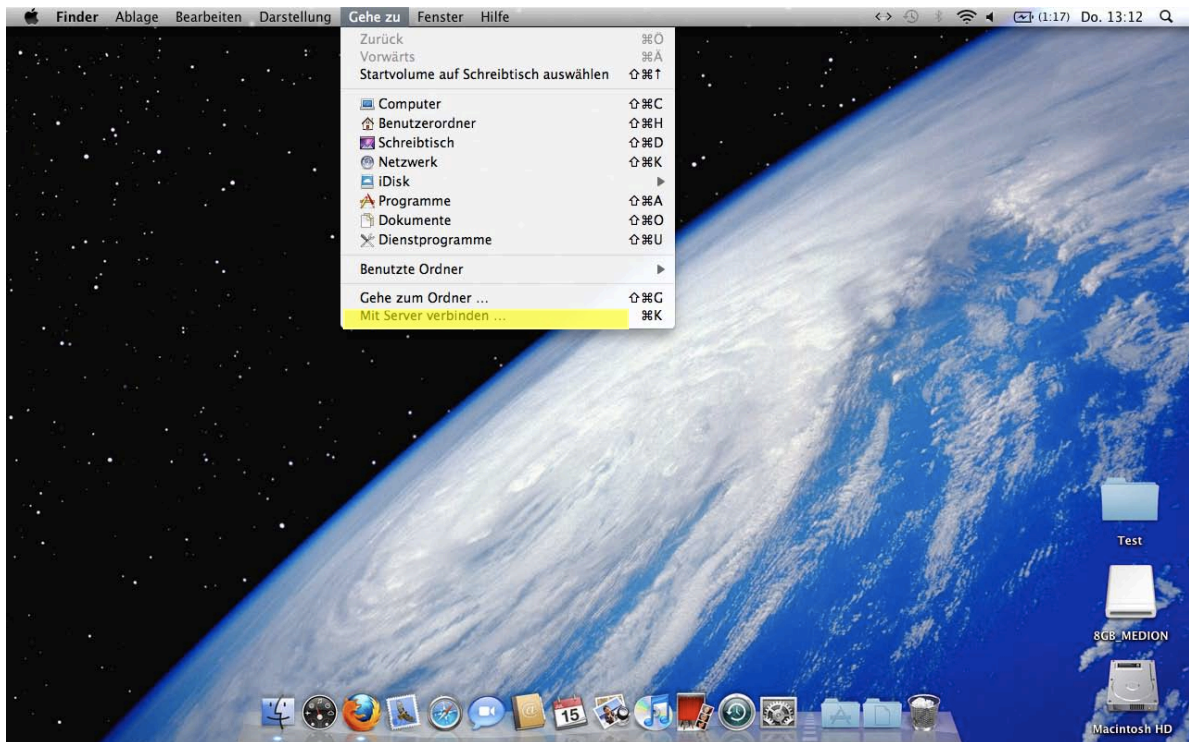 Finder Ablage Bearbeiten Darstellung Gehe zu Fenster Hilfe (1:17) Do. 13:12
Zurück ⌘Ö
Vorwärts ⌘Ä
Startvolume auf Schreibtisch auswählen ⇧⌘↑
Computer ⇧⌘C
Benutzerordner ⇧⌘H
Schreibtisch ⇧⌘D
Netzwerk ⇧⌘K
iDisk
Programme ⇧⌘A
Dokumente ⇧⌘O
Dienstprogramme ⇧⌘U
Benutzte Ordner
Gehe zum Ordner ... ⇧⌘G
Mit Server verbinden ... ⌘K
Test
8GB_MEDION
Macintosh HD
15